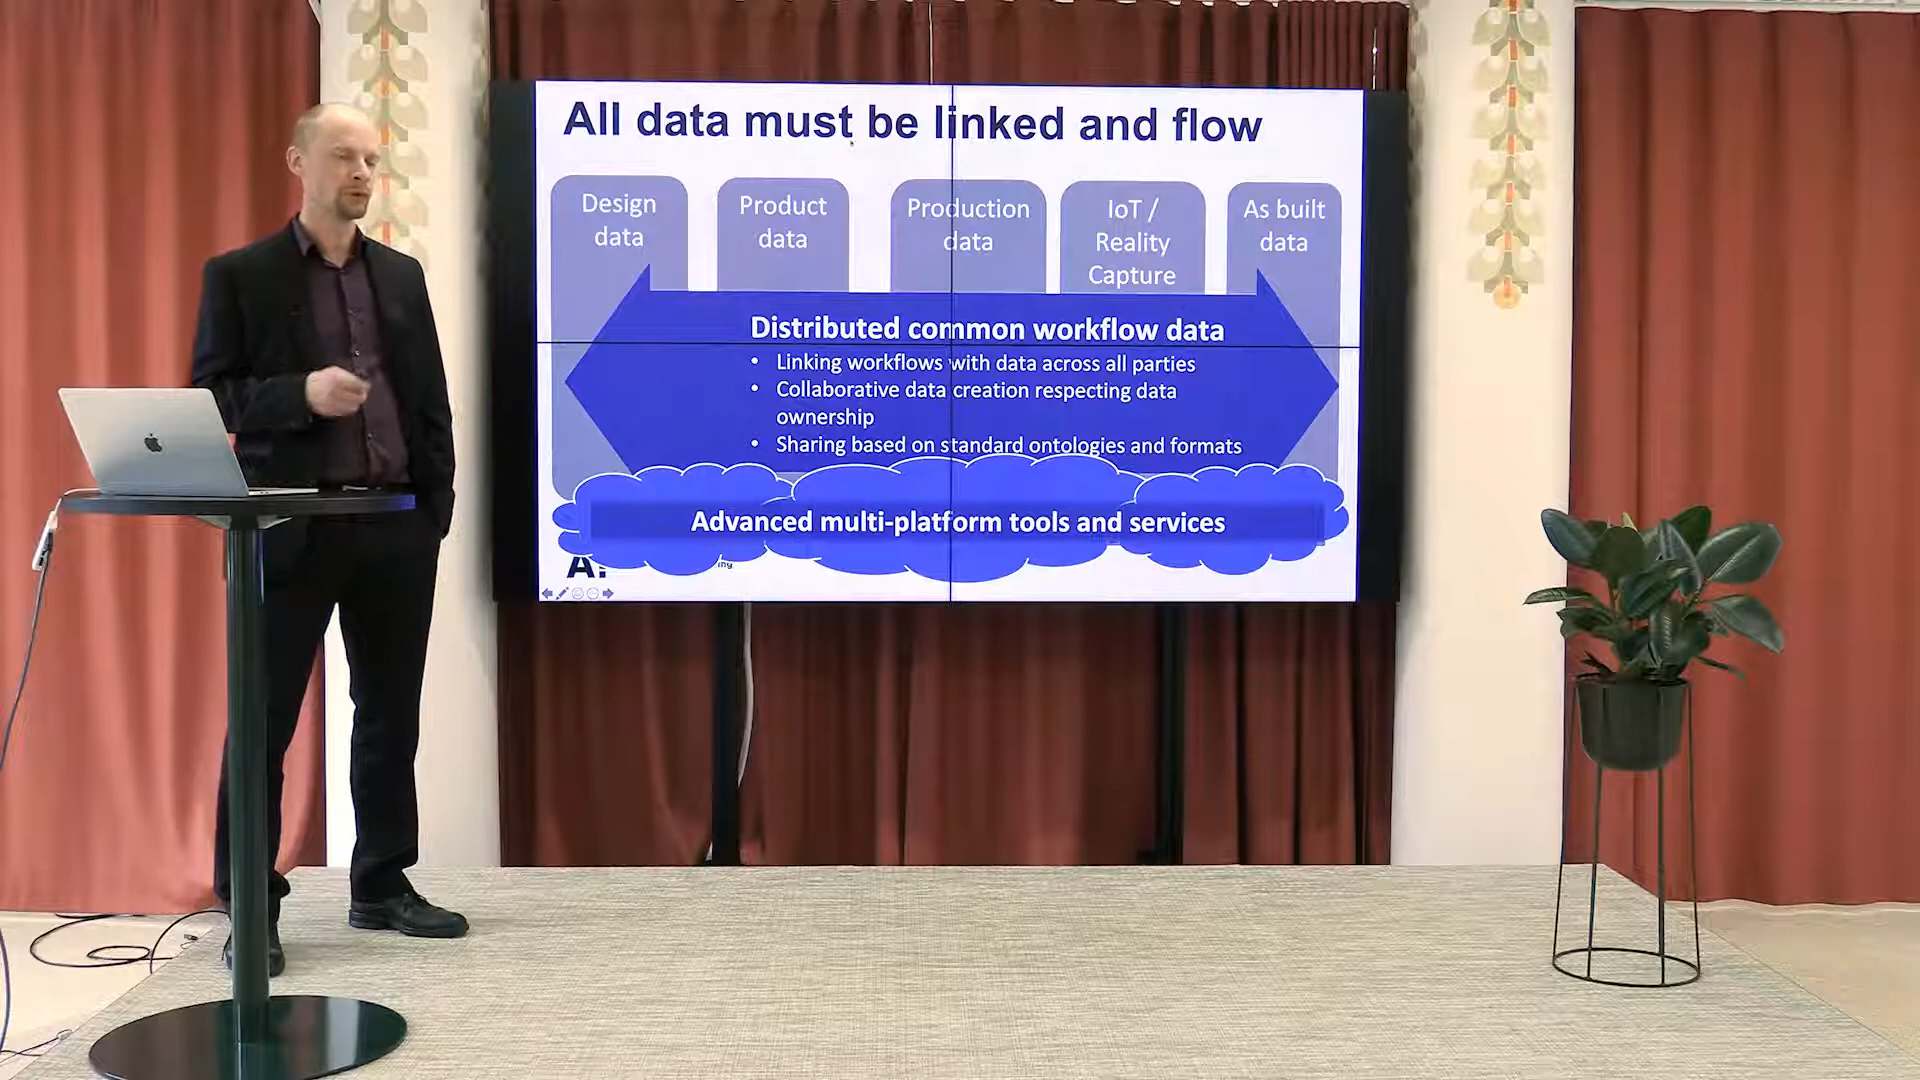 All data must be linked and flow
Design
data
Product
data
Production
data
IoT /
Reality
Capture
As built
data
Distributed common workflow data
• Linking workflows with data across all parties
• Collaborative data creation respecting data
ownership
• Sharing based on standard ontologies and formats
Advanced multi-platform tools and services
A!
ing